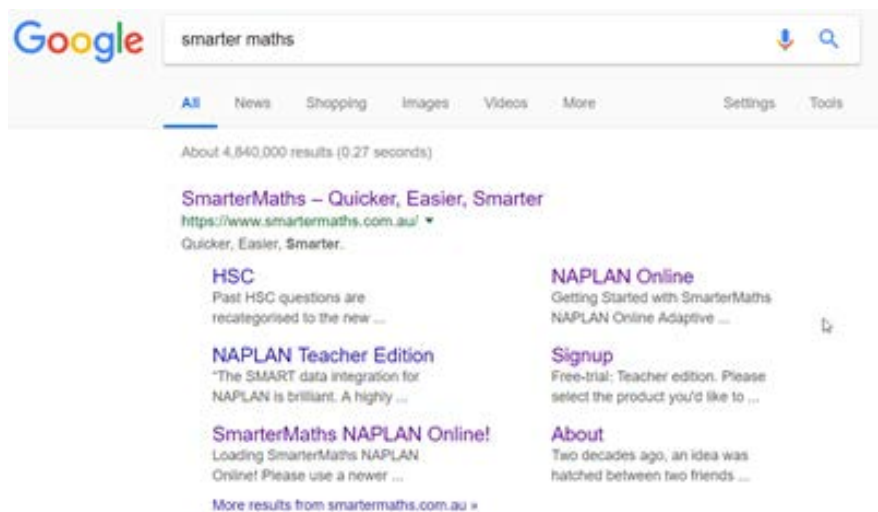 Google
smarter maths
All News Shopping Images Videos More Settings Tools
About 4,840,000 results (0.27 seconds)
SmarterMaths – Quicker, Easier, Smarter
https://www.smartermaths.com.au/
Quicker, Easier, Smarter.
HSC
Past HSC questions are
recategorised to the new ...
NAPLAN Online
Getting Started with SmarterMaths
NAPLAN Online Adaptive ...
NAPLAN Teacher Edition
"The SMART data integration for
NAPLAN is brilliant. A highly ...
Signup
Free-trial: Teacher edition. Please
select the product you'd like to ...
SmarterMaths NAPLAN Online!
Loading SmarterMaths NAPLAN
Online! Please use a newer ...
About
Two decades ago, an idea was
hatched between two friends ...
More results from smartermaths.com.au »